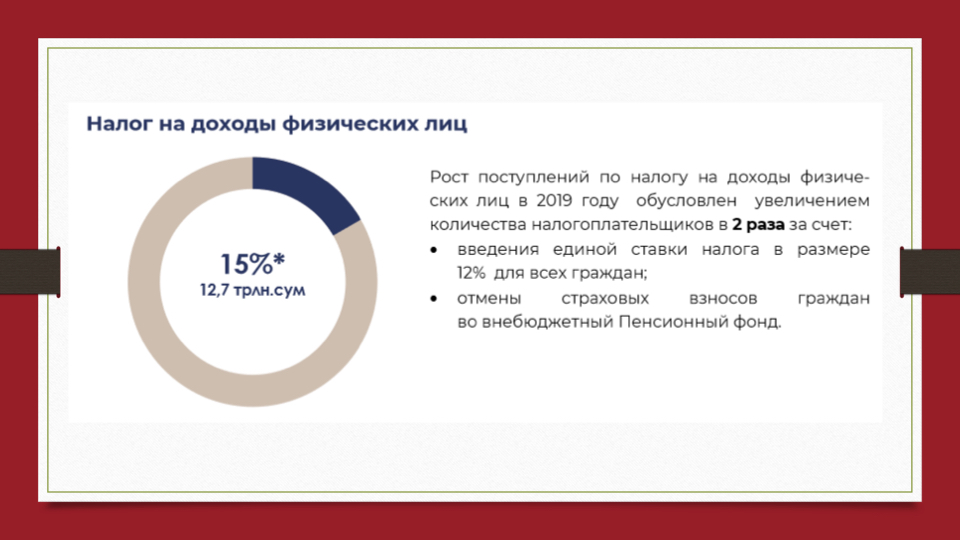 Налог на доходы физических лиц
15%*
12,7 трлн.сум
Рост поступлений по налогу на доходы физиче-
ских лиц в 2019 году обусловлен увеличением
количества налогоплательщиков в 2 раза за счет:
• введения единой ставки налога в размере
12% для всех граждан;
• отмены страховых взносов граждан
во внебюджетный Пенсионный фонд.